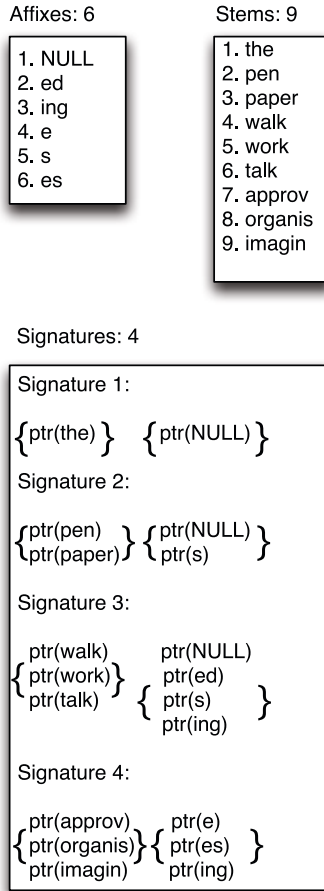 Affixes: 6
1. NULL
2. ed
3. ing
4. e
5. s
6. es
Stems: 9
1. the
2. pen
3. paper
4. walk
5. work
6. talk
7. approv
8. organis
9. imagin
Signatures: 4
Signature 1:
{ptr(the)} {ptr(NULL)}
Signature 2:
{ptr(pen) ptr(paper)} {ptr(NULL) ptr(s)}
Signature 3:
{ptr(walk) ptr(work) ptr(talk)} {ptr(NULL) ptr(ed) ptr(s) ptr(ing)}
Signature 4:
{ptr(approv) ptr(organis) ptr(imagin)} {ptr(e) ptr(es) ptr(ing)}